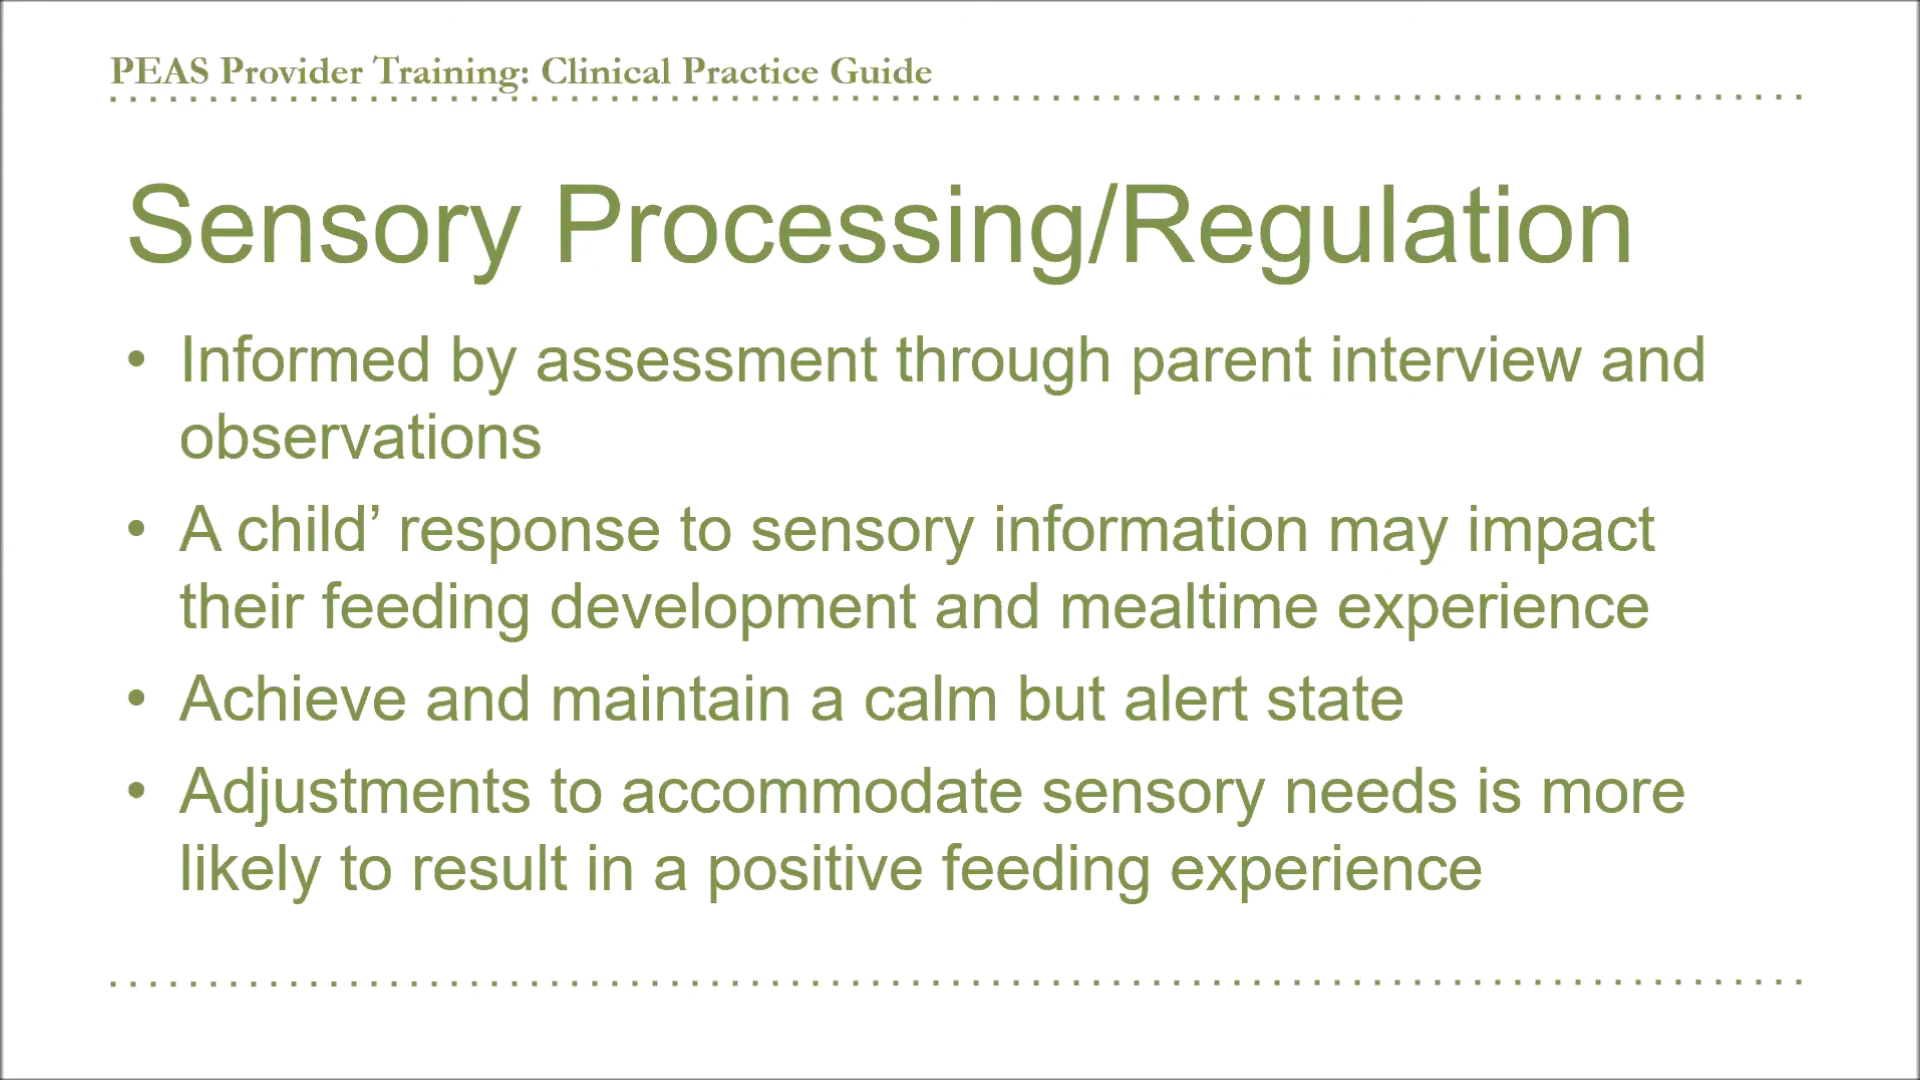 PEAS Provider Training: Clinical Practice Guide
Sensory Processing/Regulation
• Informed by assessment through parent interview and
observations
• A child’ response to sensory information may impact
their feeding development and mealtime experience
• Achieve and maintain a calm but alert state
• Adjustments to accommodate sensory needs is more
likely to result in a positive feeding experience